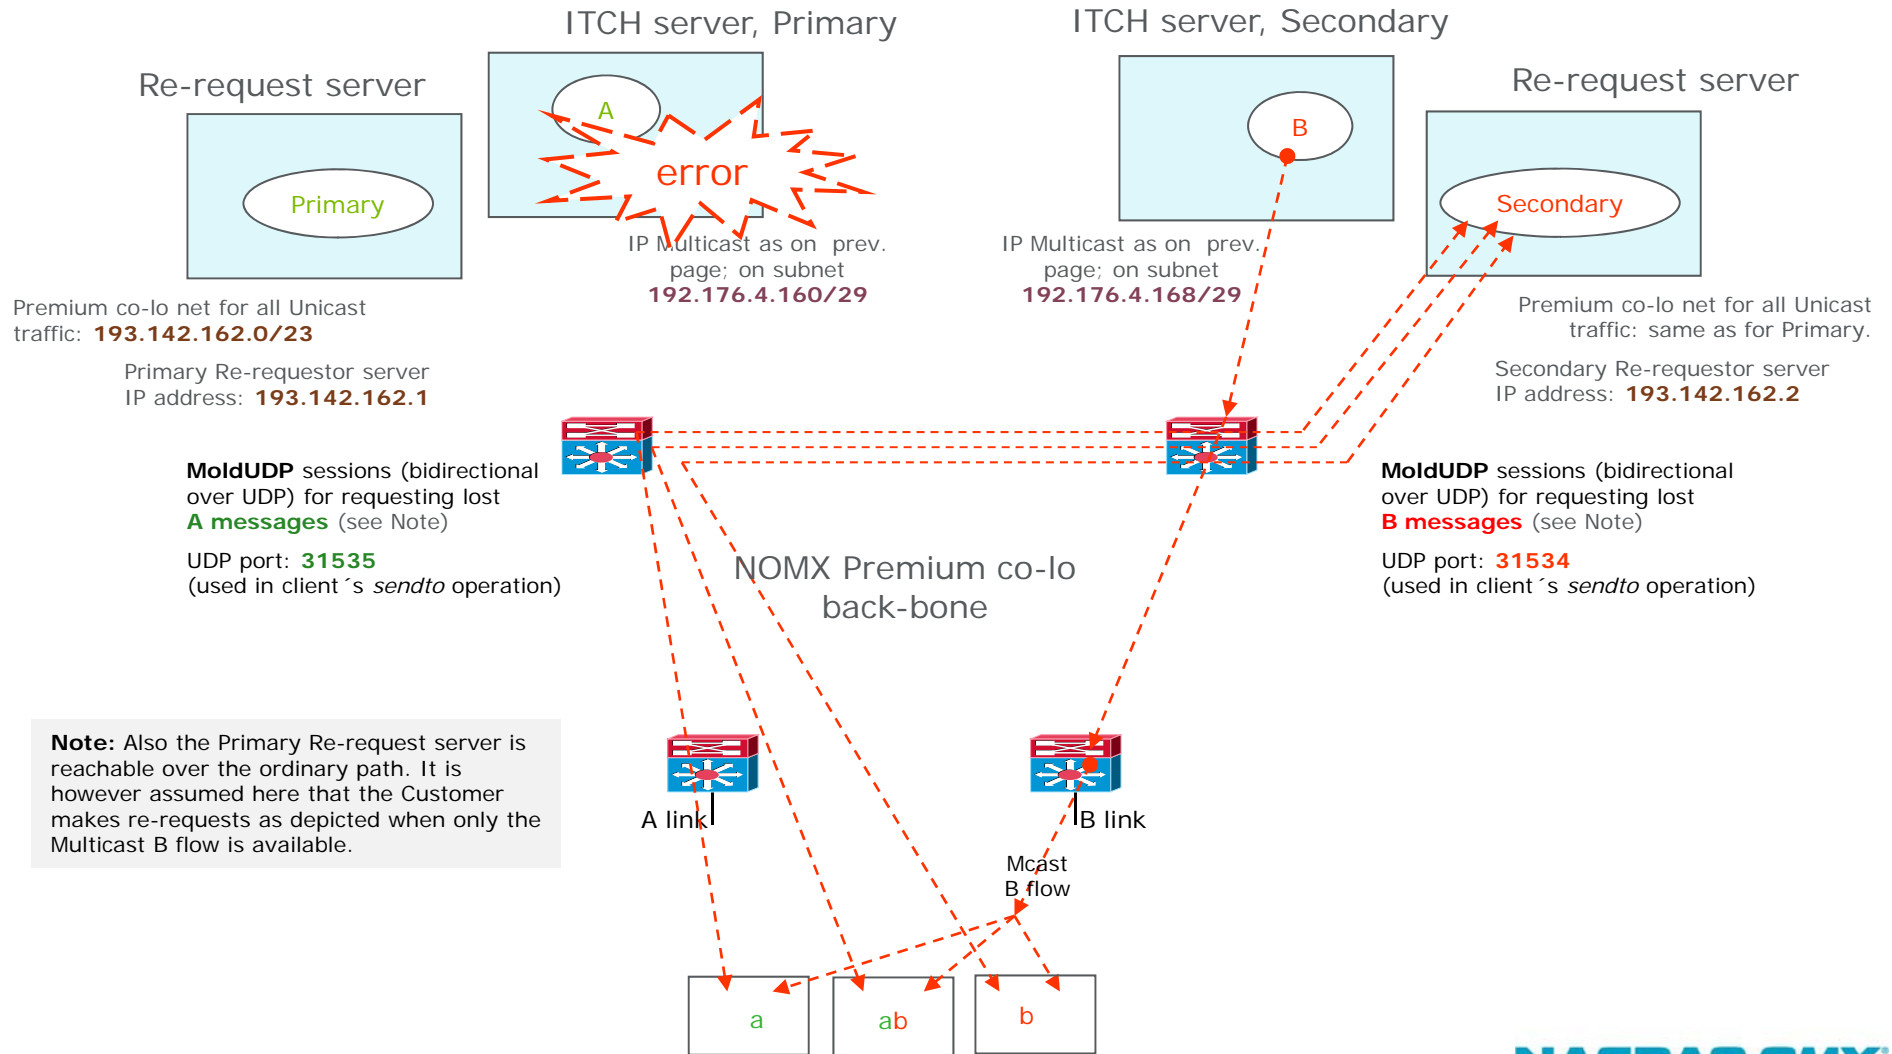 ITCH server, Primary
ITCH server, Secondary
Re-request server
Re-request server
A
error
B
Primary
Secondary
IP Multicast as on prev.
page; on subnet
192.176.4.160/29
IP Multicast as on prev.
page; on subnet
192.176.4.168/29
Premium co-lo net for all Unicast
traffic: 193.142.162.0/23
Primary Re-requestor server
IP address: 193.142.162.1
Premium co-lo net for all Unicast
traffic: same as for Primary.
Secondary Re-requestor server
IP address: 193.142.162.2
MoldUDP sessions (bidirectional
over UDP) for requesting lost
A messages (see Note)
UDP port: 31535
(used in client´s sendto operation)
MoldUDP sessions (bidirectional
over UDP) for requesting lost
B messages (see Note)
UDP port: 31534
(used in client´s sendto operation)
NOMX Premium co-lo
back-bone
Note: Also the Primary Re-request server is
reachable over the ordinary path. It is
however assumed here that the Customer
makes re-requests as depicted when only the
Multicast B flow is available.
A link
B link
Mcast
B flow
a
ab
b
NASDAQ OMX